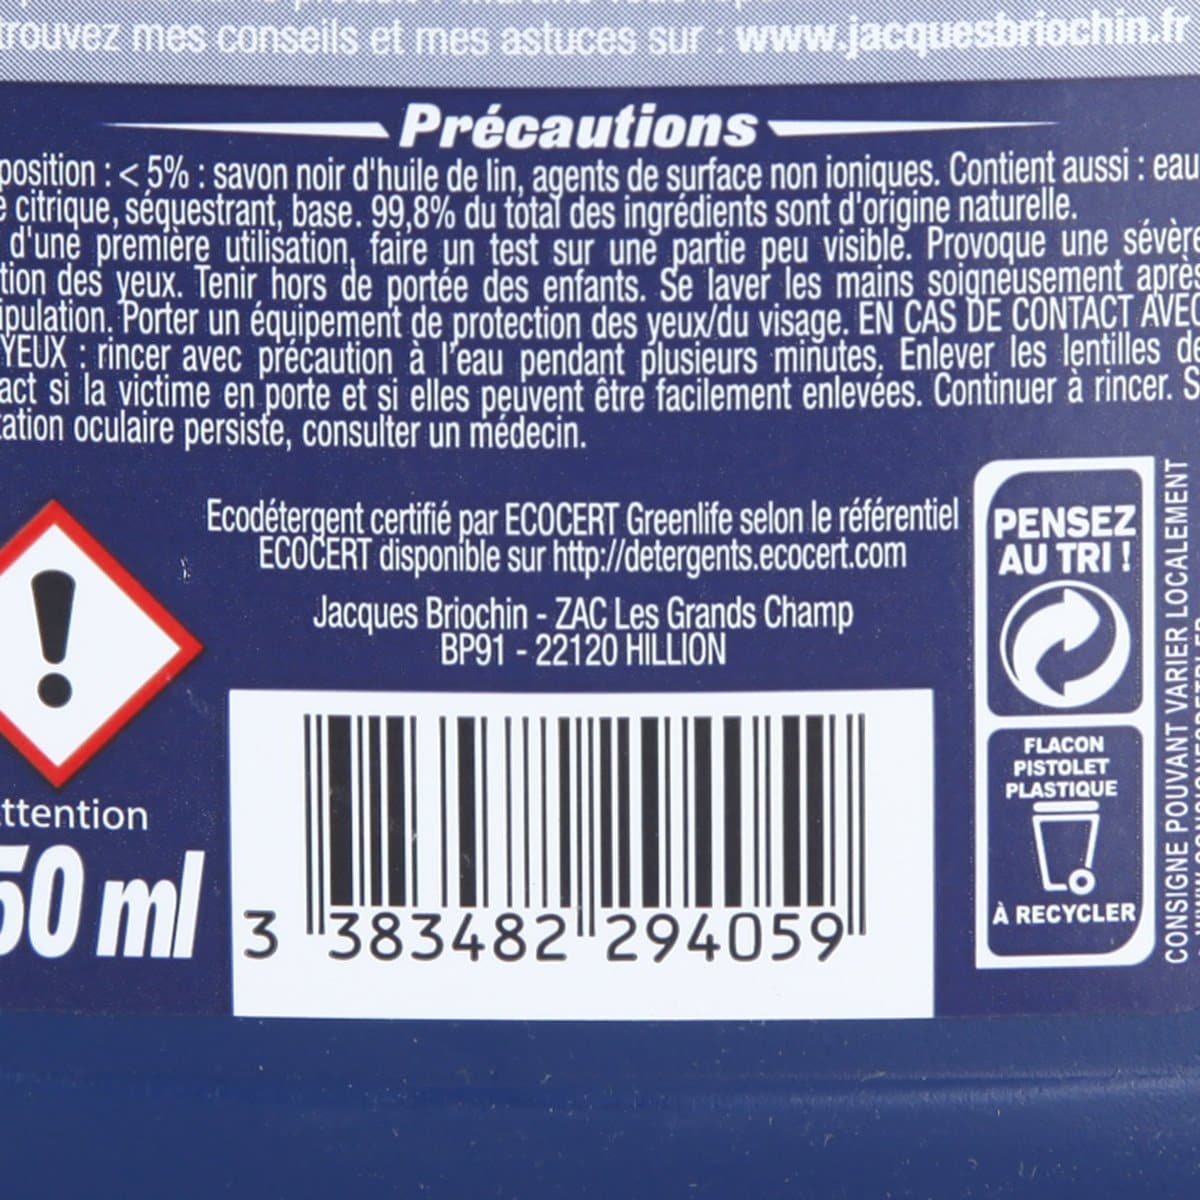 trouvez mes conseils et mes astuces sur : www.jacquesbriochin.fr
Précautions
position : < 5% : savon noir d'huile de lin, agents de surface non ioniques. Contient aussi : eau
e citrique, séquestrant, base. 99,8% du total des ingrédients sont d'origine naturelle.
d'une première utilisation, faire un test sur une partie peu visible. Provoque une sévère
tion des yeux. Tenir hors de portée des enfants. Se laver les mains soigneusement après
ipulation. Porter un équipement de protection des yeux/du visage. EN CAS DE CONTACT AVEC
YEUX : rincer avec précaution à l'eau pendant plusieurs minutes. Enlever les lentilles de
act si la victime en porte et si elles peuvent être facilement enlevées. Continuer à rincer. S
tation oculaire persiste, consulter un médecin.
Ecodétergent certifié par ECOCERT Greenlife selon le référentiel
ECOCERT disponible sur http://detergents.ecocert.com
Jacques Briochin - ZAC Les Grands Champ
BP91 - 22120 HILLION
ttention
50 ml
3 383482 294059
PENSEZ
AU TRI !
FLACON
PISTOLET
PLASTIQUE
À RECYCLER
CONSIGNE POUVANT VARIER LOCALEMENT